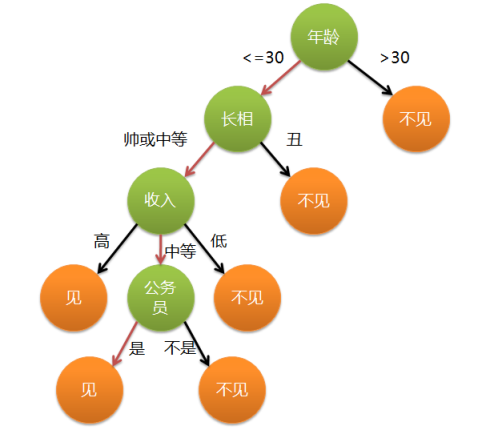 年龄
<=30
>30
长相
不见
帅或中等
丑
收入
不见
高
中等
低
见
公务
员
不见
是
不是
见
不见